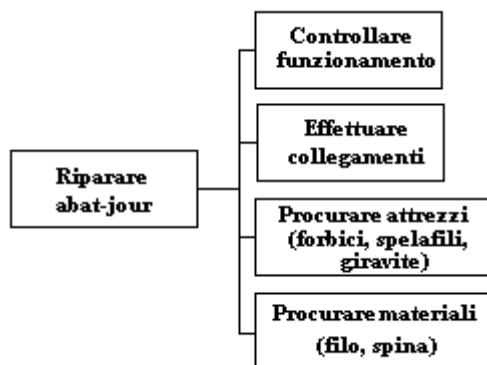 Controllare
funzionamento
Effettuare
collegamenti
Riparare
abat-jour
Procurare attrezzi
(forbici, spelafili,
giravite)
Procurare materiali
(filo, spina)